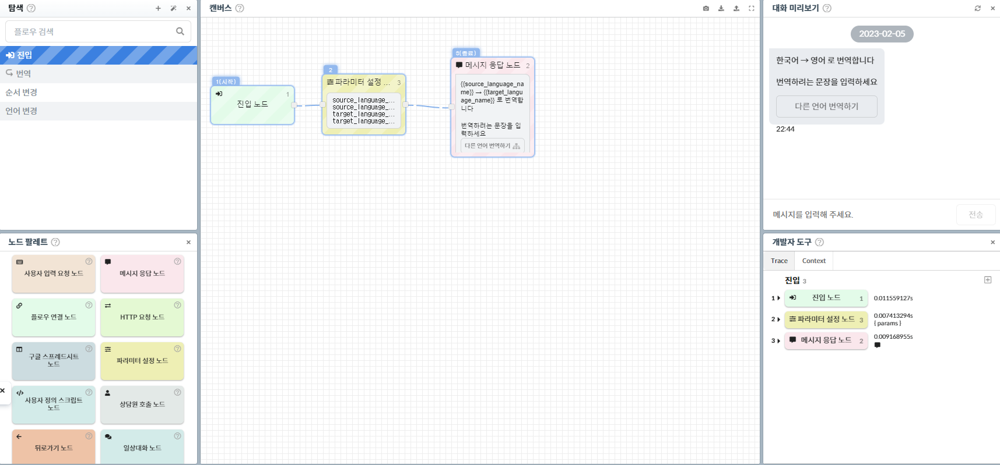 탐색
플로우 검색
진입
번역
순서 변경
언어 변경
노드 팔레트
사용자 입력 요청 노드
메시지 응답 노드
플로우 연결 노드
HTTP 요청 노드
구글 스프레드시트
노드
파라미터 설정 노드
사용자 정의 스크립트
노드
상담원 호출 노드
뒤로가기 노드
일상대화 노드
캔버스
1(시작)
1
진입 노드
2
파라미터 설정 ... 3
source_language_...
source_language_...
target_language_...
target_language_...
3(종료)
메시지 응답 노드 2
{{source_language_na
me}} → {{target_langu
age_name}} 로 번역합
니다
번역하려는 문장을 입
력하세요
다른 언어 번역하기
대화 미리보기
2023-02-05
한국어 → 영어 로 번역합니다
번역하려는 문장을 입력하세요
다른 언어 번역하기
22:44
메시지를 입력해 주세요.
전송
개발자 도구
Trace Context
진입 3
1 진입 노드 1 0.011559127s
2 파라미터 설정 노드 3 0.007413294s
{ params }
3 메시지 응답 노드 2 0.009168955s